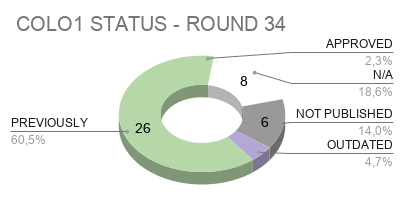 COLO1 STATUS - ROUND 34
APPROVED
2,3%
8
N/A
18,6%
PREVIOUSLY
60,5%
26
6
NOT PUBLISHED
14,0%
OUTDATED
4,7%